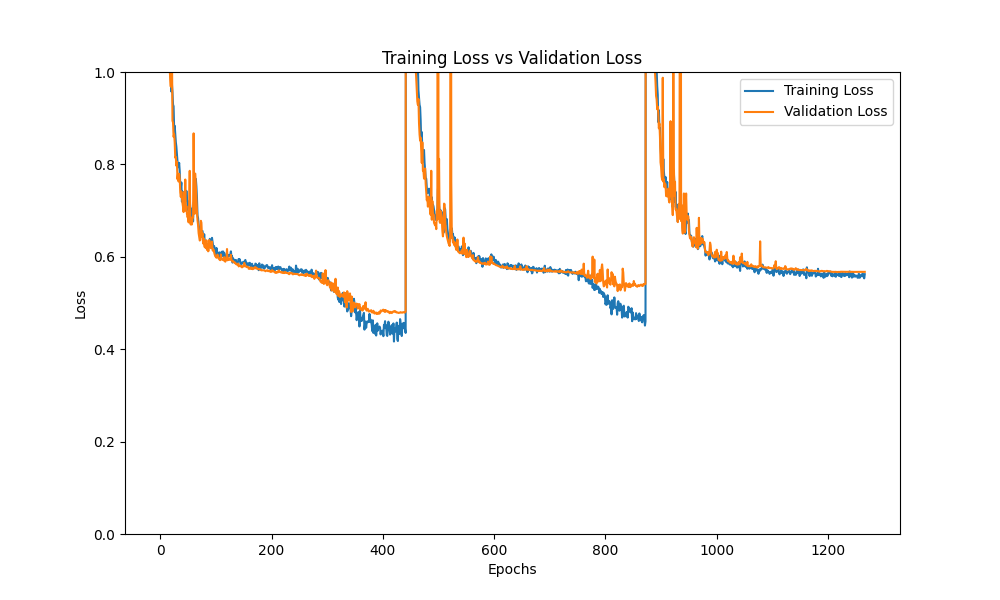 Training Loss vs Validation Loss
1.0
0.8
0.6
0.4
0.2
0.0
Loss
Training Loss
Validation Loss
0 200 400 600 800 1000 1200
Epochs